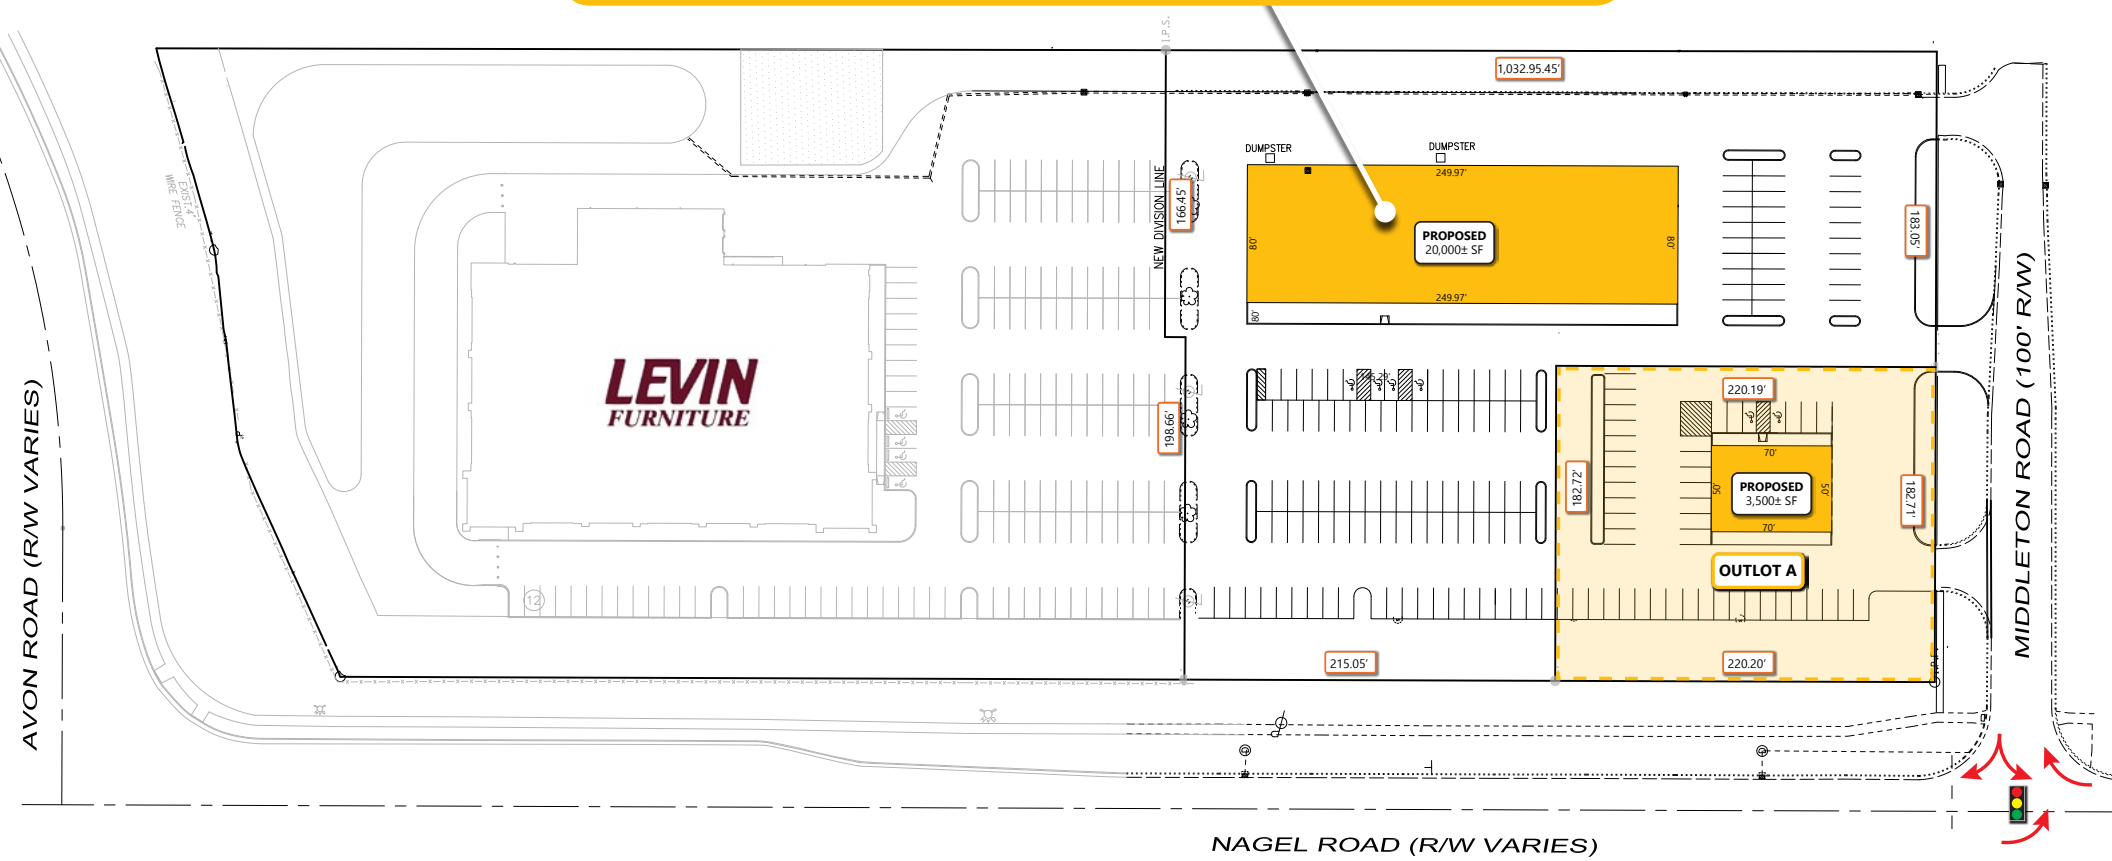 I.P.S.
1,032.95.45'
DUMPSTER
DUMPSTER
249.97'
EXIST.4'
WIRE FENCE
NEW DIVISION LINE
166.45'
80'
PROPOSED
20,000± SF
80'
183.05'
249.97'
80'
LEVIN
FURNITURE
198.66'
220.19'
70'
182.72'
50'
PROPOSED
3,500± SF
50'
182.71'
70'
OUTLOT A
12
215.05'
220.20'
AVON ROAD (R/W VARIES)
MIDDLETON ROAD (100' R/W)
NAGEL ROAD (R/W VARIES)